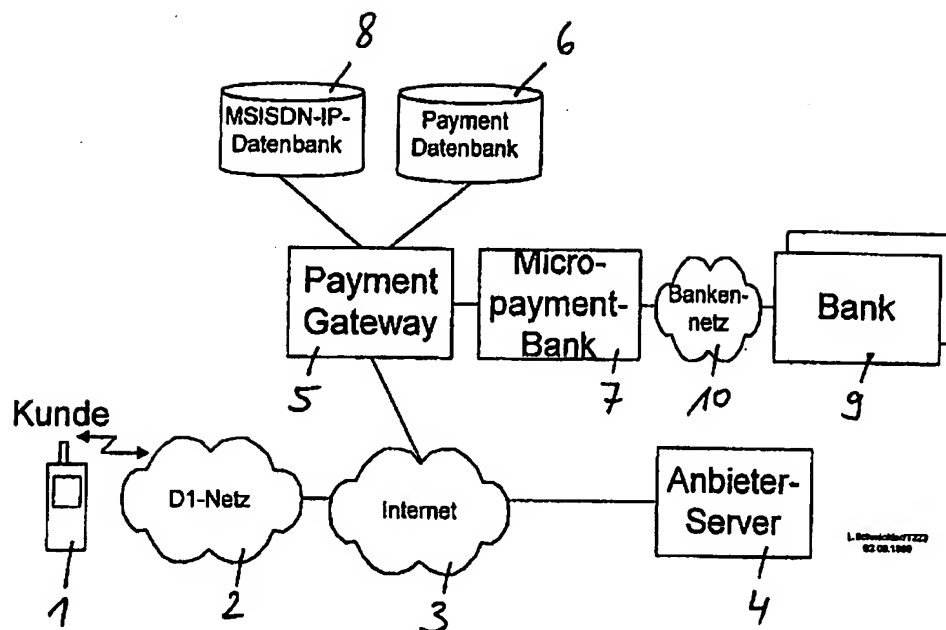 8
6
MSISDN-IP-
Datenbank
Payment
Datenbank
Payment
Gateway
Micro-
payment-
Bank
Banken-
netz
Bank
5
7
10
9
Kunde
D1-Netz
Internet
Anbieter-
Server
1
2
3
4